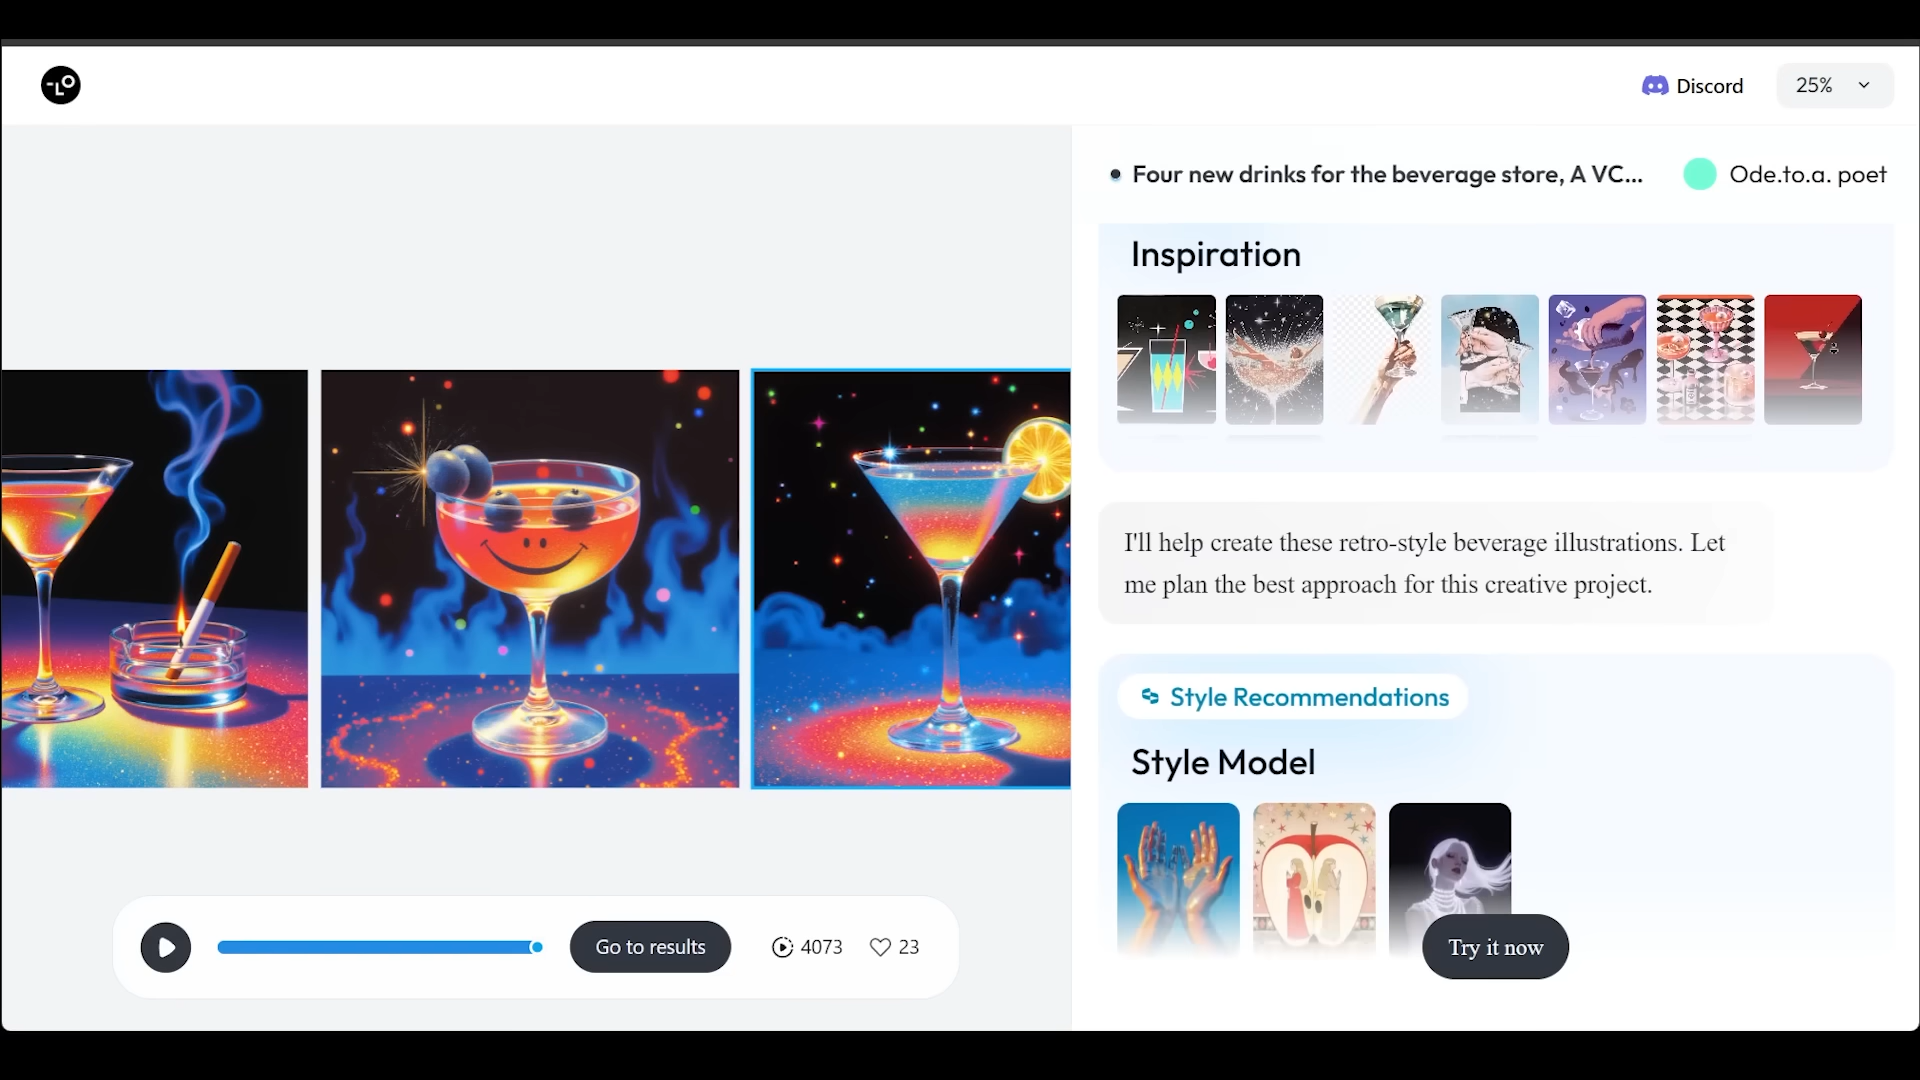 Discord
25%
Four new drinks for the beverage store, A VC...
Ode.to.a. poet
Inspiration
I'll help create these retro-style beverage illustrations. Let
me plan the best approach for this creative project.
Style Recommendations
Style Model
Go to results
4073
23
Try it now